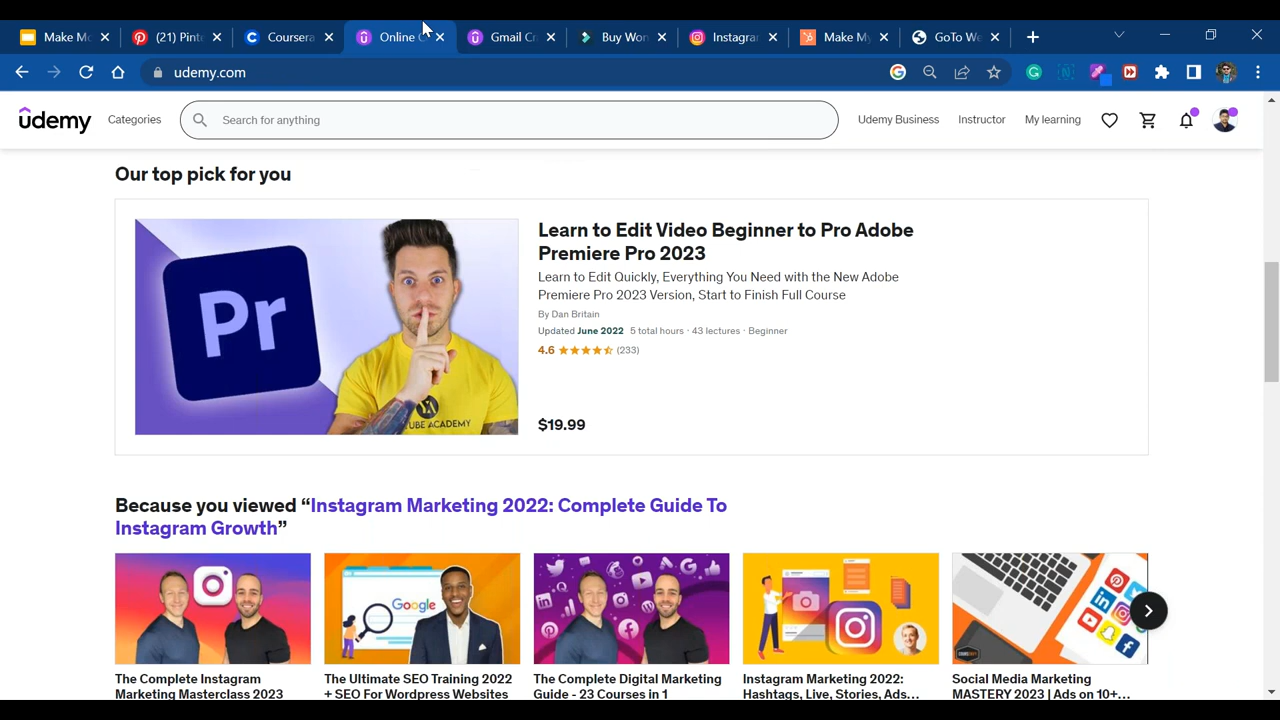 Make Mo
(21) Pint
Coursera
Online C
Gmail Cr
Buy Won
Instagra
Make My
GoTo We
udemy.com
udemy
Categories
Search for anything
Udemy Business
Instructor
My learning
Our top pick for you
Pr
TUBE ACADEMY
Learn to Edit Video Beginner to Pro Adobe
Premiere Pro 2023
Learn to Edit Quickly, Everything You Need with the New Adobe
Premiere Pro 2023 Version, Start to Finish Full Course
By Dan Britain
Updated June 2022 5 total hours · 43 lectures · Beginner
4.6 (233)
$19.99
Because you viewed “Instagram Marketing 2022: Complete Guide To
Instagram Growth”
Google
The Complete Instagram
Marketing Masterclass 2023
The Ultimate SEO Training 2022
+ SEO For Wordpress Websites
The Complete Digital Marketing
Guide - 23 Courses in 1
Instagram Marketing 2022:
Hashtags, Live, Stories, Ads...
Social Media Marketing
MASTERY 2023 | Ads on 10+...